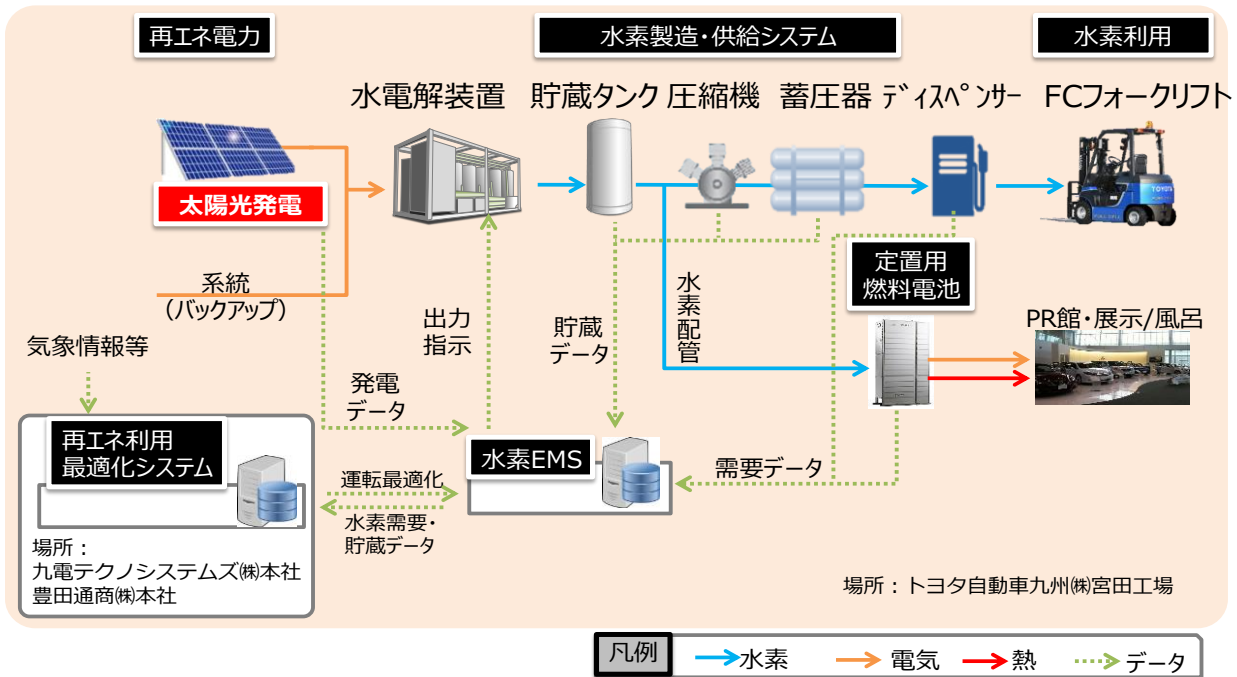 再エネ電力
水素製造・供給システム
水素利用
水電解装置
貯蔵タンク
圧縮機
蓄圧器
ﾃﾞｨｽﾍﾟﾝｻｰ
FCフォークリフト
太陽光発電
TOYOTA
系統
(バックアップ)
気象情報等
出力
指示
発電
データ
貯蔵
データ
水素配管
定置用
燃料電池
PR館・展示/風呂
再エネ利用
最適化システム
水素EMS
需要データ
運転最適化
水素需要・
貯蔵データ
場所：
九電テクノシステムズ㈱本社
豊田通商㈱本社
場所：トヨタ自動車九州㈱宮田工場
凡例
水素
電気
熱
データ